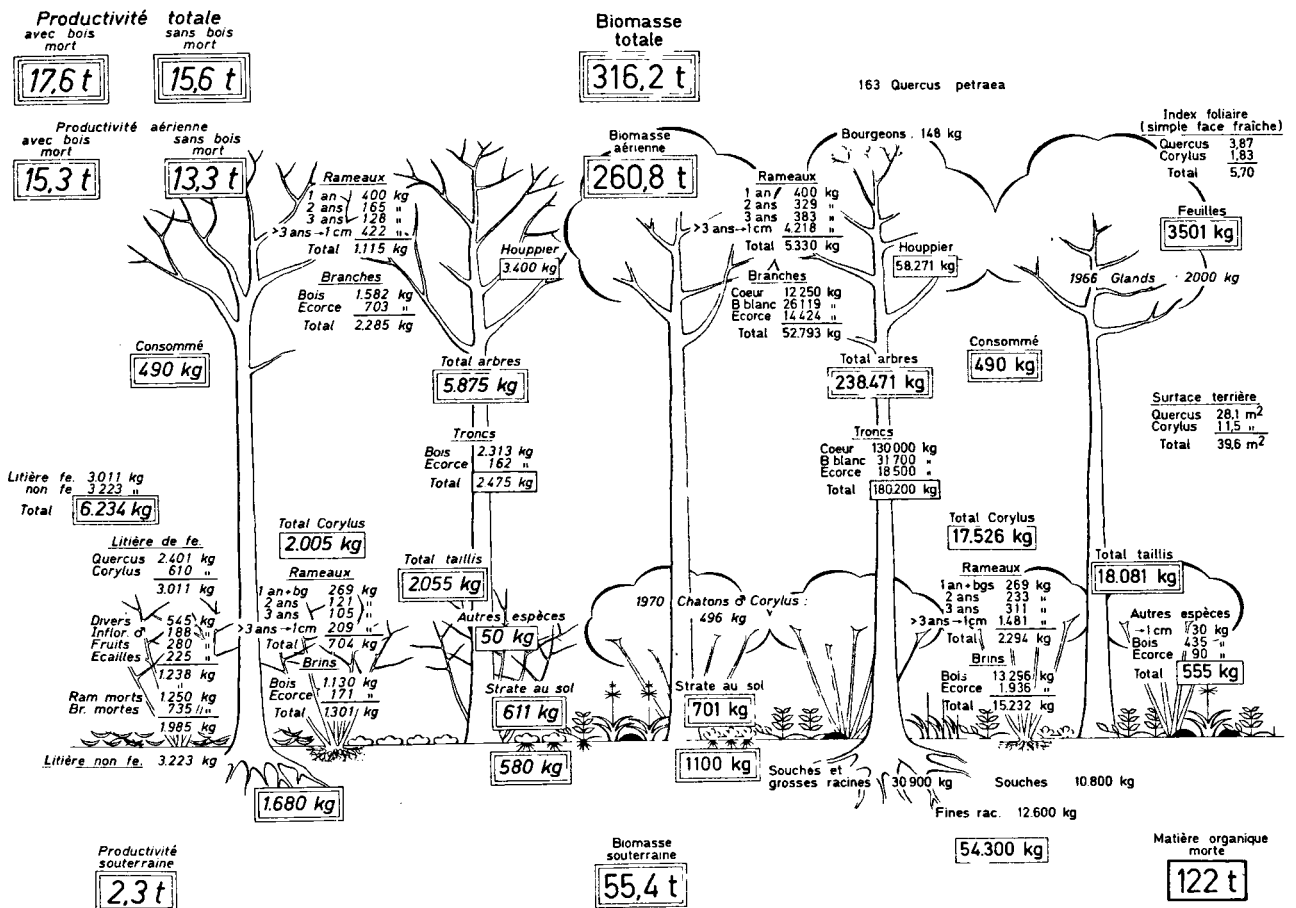 Productivité totale
avec bois mort
sans bois mort
17,6 t
15,6 t
Productivité aérienne
avec bois mort
sans bois mort
15,3 t
13,3 t
Biomasse
totale
316,2 t
Biomasse
aérienne
260,8 t
163 Quercus petraea
Index foliaire
(simple face fraîche)
Quercus 3,87
Corylus 1,83
Total 5,70
Feuilles
3501 kg
1966 Glands : 2000 kg
Rameaux
1 an 400 kg
2 ans 165 "
3 ans 128 "
>3 ans→1cm 422 "
Total 1.115 kg
Branches
Bois 1.582 kg
Ecorce 703 "
Total 2.285 kg
Houppier
3.400 kg
Consommé
490 kg
Total arbres
5.875 kg
Troncs
Bois 2.313 kg
Ecorce 162 "
Total 2.475 kg
Bourgeons . 148 kg
Rameaux
1 an 400 kg
2 ans 329 "
3 ans 383 "
>3 ans→1cm 4.218 "
Total 5.330 kg
Branches
Coeur 12 250 kg
B blanc 26 119 "
Ecorce 14 424 "
Total 52.793 kg
Houppier
58.271 kg
Total arbres
238.471 kg
Troncs
Coeur 130 000 kg
B blanc 31 700 "
Ecorce 18 500 "
Total 180.200 kg
Consommé
490 kg
Surface terrière
Quercus 28,1 m²
Corylus 11,5 "
Total 39,6 m²
Litière fe. 3.011 kg
non fe 3 223 "
Total 6.234 kg
Litière de fe.
Quercus 2.401 kg
Corylus 610 "
3.011 kg
Divers 545 kg
Inflor. ♂ 188 "
Fruits 280 "
Ecailles 225 "
1.238 kg
Ram morts 1.250 kg
Br. mortes 735 "
1.985 kg
Litière non fe. 3.223 kg
Total Corylus
2.005 kg
Rameaux
1 an+bg 269 kg
2 ans 121 "
3 ans 105 "
>3 ans→1cm 209 "
Total 704 kg
Brins
Bois 1.130 kg
Ecorce 171 "
Total 1.301 kg
Total taillis
2.055 kg
Autres espèces
50 kg
Strate au sol
611 kg
580 kg
1.680 kg
1970 Chatons ♂ Corylus :
496 kg
Strate au sol
701 kg
1100 kg
Total Corylus
17.526 kg
Rameaux
1 an+bgs 269 kg
2 ans 233 "
3 ans 311 "
>3 ans→1cm 1.481 "
Total 2294 kg
Brins
Bois 13 296 kg
Ecorce 1.936 "
Total 15.232 kg
Total taillis
18.081 kg
Autres espèces
→1 cm 30 kg
Bois 435 "
Ecorce 90 "
Total 555 kg
Souches et
grosses racines 30 900 kg
Souches 10.800 kg
Fines rac. 12.600 kg
54.300 kg
Productivité
souterraine
2,3 t
Biomasse
souterraine
55,4 t
Matière organique
morte
122 t